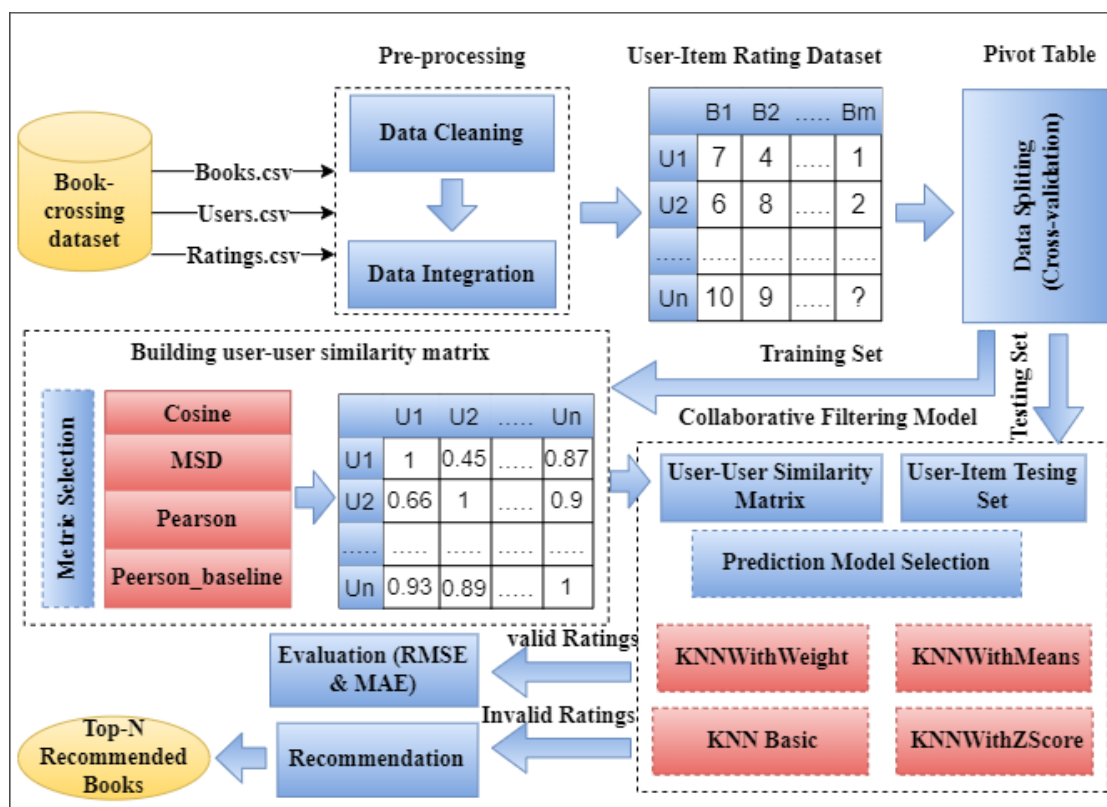 Pre-processing
User-Item Rating Dataset
Pivot Table
Book-
crossing
dataset
Books.csv
Users.csv
Ratings.csv
Data Cleaning
Data Integration
B1 B2 ..... Bm
U1 7 4 ..... 1
U2 6 8 ..... 2
..... ..... ..... ..... .....
Un 10 9 ..... ?
Data Spliting
(Cross-validation)
Training Set
Testing Set
Building user-user similarity matrix
Metric Selection
Cosine
MSD
Pearson
Peerson_baseline
U1 U2 ..... Un
U1 1 0.45 ..... 0.87
U2 0.66 1 ..... 0.9
..... ..... ..... ..... .....
Un 0.93 0.89 ..... 1
Collaborative Filtering Model
User-User Similarity
Matrix
User-Item Tesing
Set
Prediction Model Selection
KNNWithWeight
KNNWithMeans
KNN Basic
KNNWithZScore
valid Ratings
Invalid Ratings
Evaluation (RMSE
& MAE)
Recommendation
Top-N
Recommended
Books